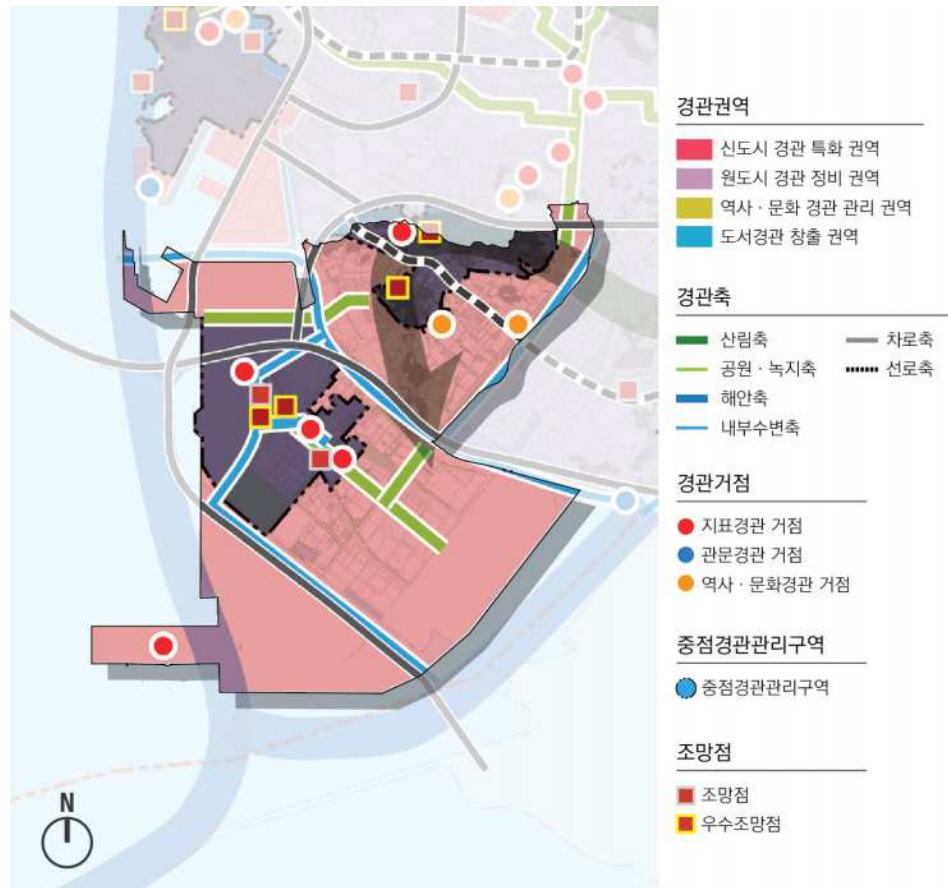 경관권역
신도시 경관 특화 권역
원도시 경관 정비 권역
역사 · 문화 경관 관리 권역
도서경관 창출 권역
경관축
산림축
차로축
공원 · 녹지축
선로축
해안축
내부수변축
경관거점
지표경관 거점
관문경관 거점
역사 · 문화경관 거점
중점경관관리구역
중점경관관리구역
조망점
조망점
우수조망점
N